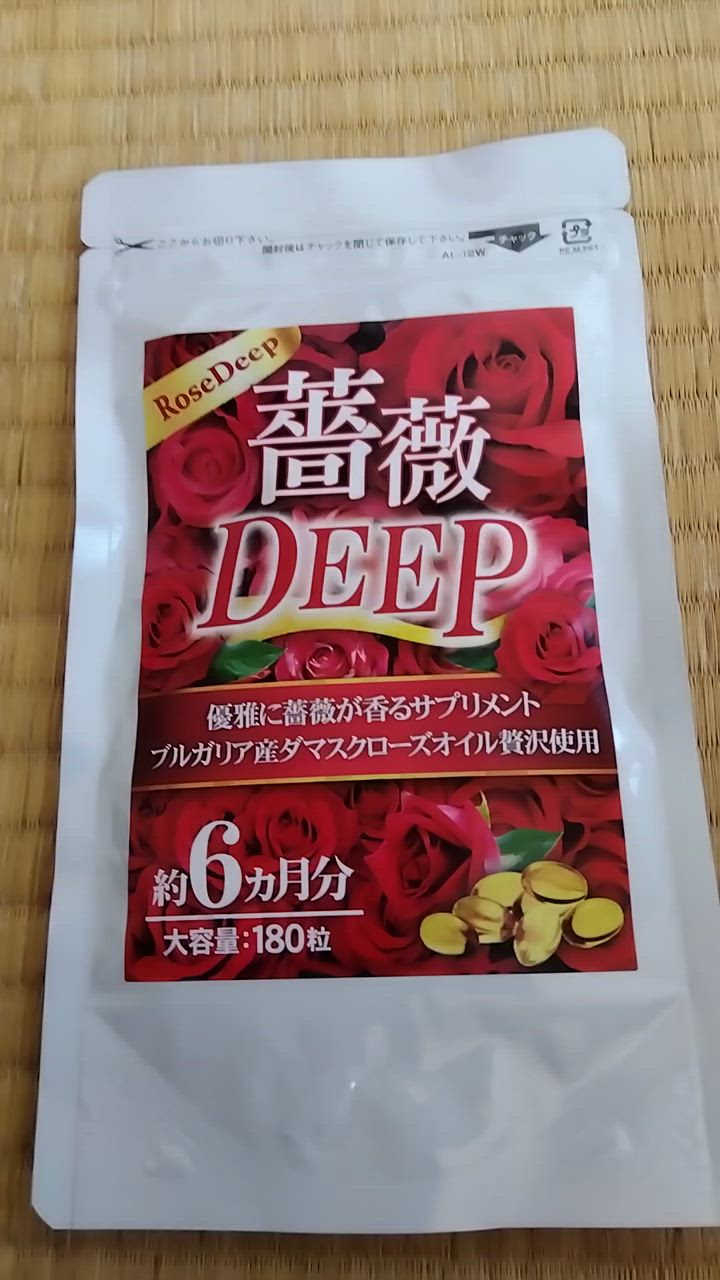 ここからお切り下さい。
開封後はチャックを閉じて保存して下さい。
チャック
プラ
AL-12W
PE,M,PET
RoseDeep
薔薇
DEEP
優雅に薔薇が香るサプリメント
ブルガリア産ダマスクローズオイル贅沢使用
約6カ月分
大容量:180粒